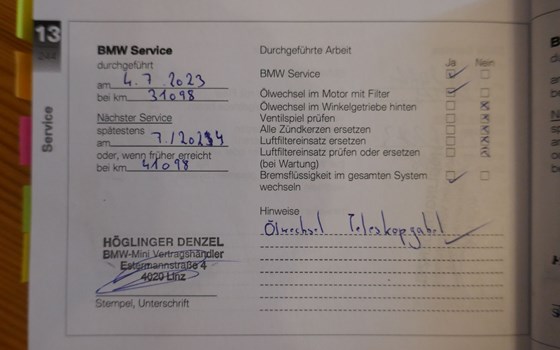 13
244
Service
BMW Service
durchgeführt
am 4.7.2023
bei km 31098
Nächster Service
spätestens
am 7./2024
oder, wenn früher erreicht
bei km 41098
HÖGLINGER DENZEL
BMW-Mini Vertragshändler
Estermannstraße 4
4020 Linz
Stempel, Unterschrift
Durchgeführte Arbeit
Ja Nein
BMW Service
Ölwechsel im Motor mit Filter
Ölwechsel im Winkelgetriebe hinten
Ventilspiel prüfen
Alle Zündkerzen ersetzen
Luftfiltereinsatz ersetzen
Luftfiltereinsatz prüfen oder ersetzen
(bei Wartung)
Bremsflüssigkeit im gesamten System
wechseln
Hinweise
Ölwechsel Teleskopgabel